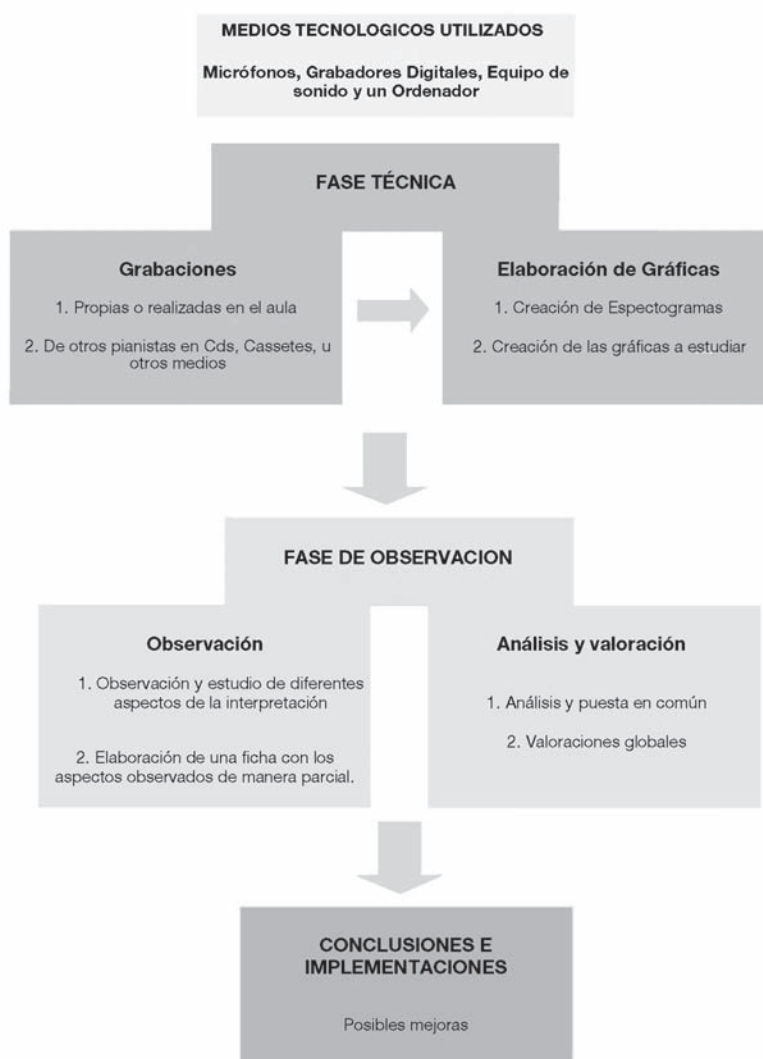 MEDIOS TECNOLOGICOS UTILIZADOS
Micrófonos, Grabadores Digitales, Equipo de
sonido y un Ordenador
FASE TÉCNICA
Grabaciones
1. Propias o realizadas en el aula
2. De otros pianistas en Cds, Cassetes, u
otros medios
Elaboración de Gráficas
1. Creación de Espectogramas
2. Creación de las gráficas a estudiar
FASE DE OBSERVACION
Observación
1. Observación y estudio de diferentes
aspectos de la interpretación
2. Elaboración de una ficha con los
aspectos observados de manera parcial.
Análisis y valoración
1. Análisis y puesta en común
2. Valoraciones globales
CONCLUSIONES E
IMPLEMENTACIONES
Posibles mejoras